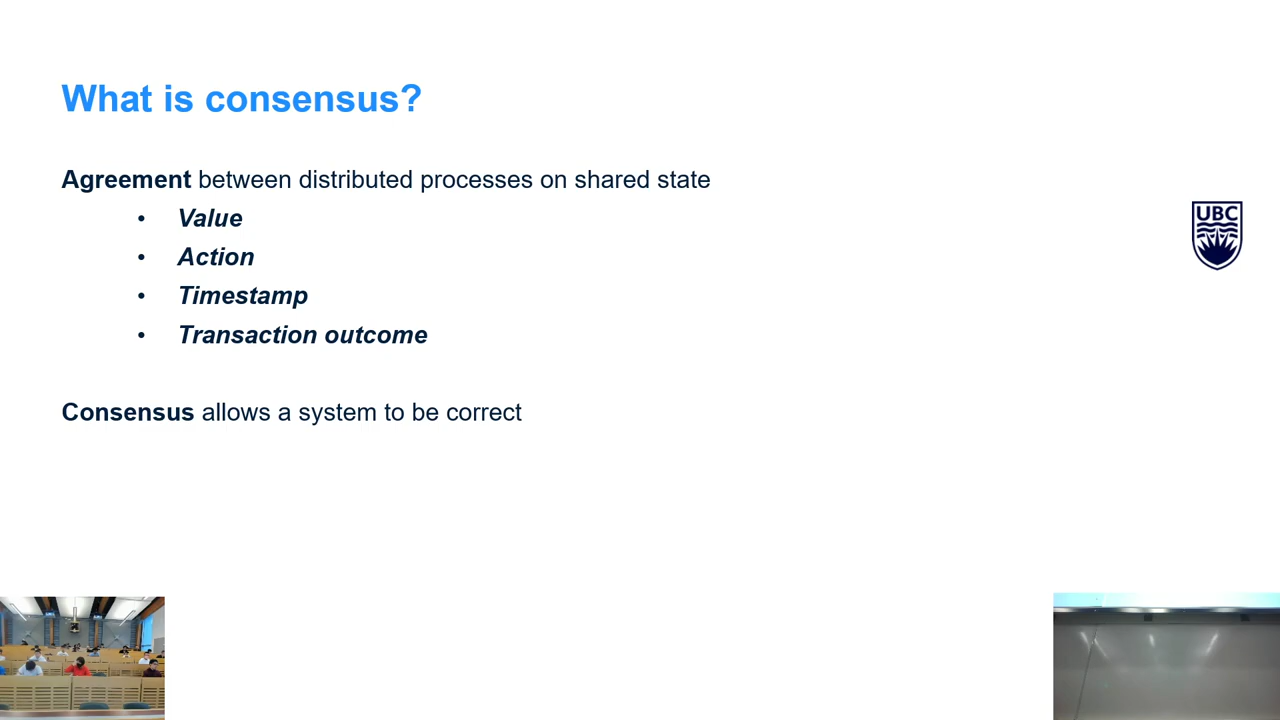 What is consensus?
Agreement between distributed processes on shared state
• Value
• Action
• Timestamp
• Transaction outcome
Consensus allows a system to be correct
UBC